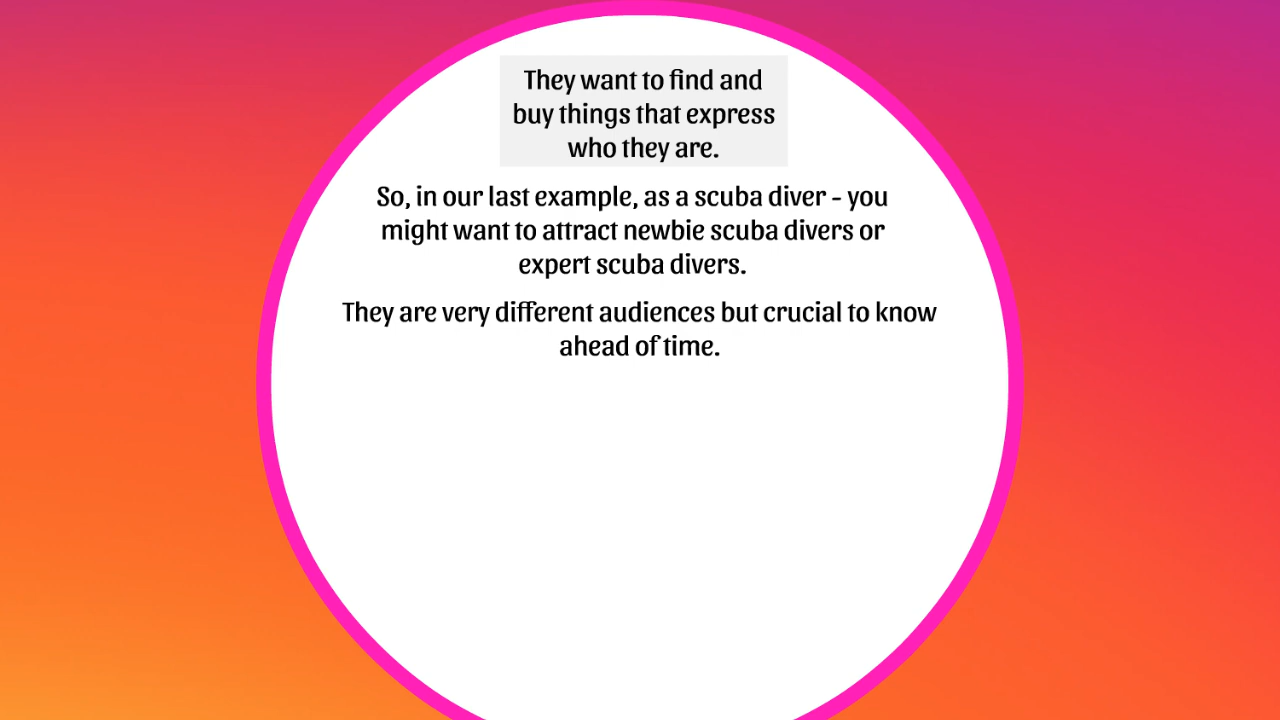 They want to find and
buy things that express
who they are.
So, in our last example, as a scuba diver - you
might want to attract newbie scuba divers or
expert scuba divers.
They are very different audiences but crucial to know
ahead of time.